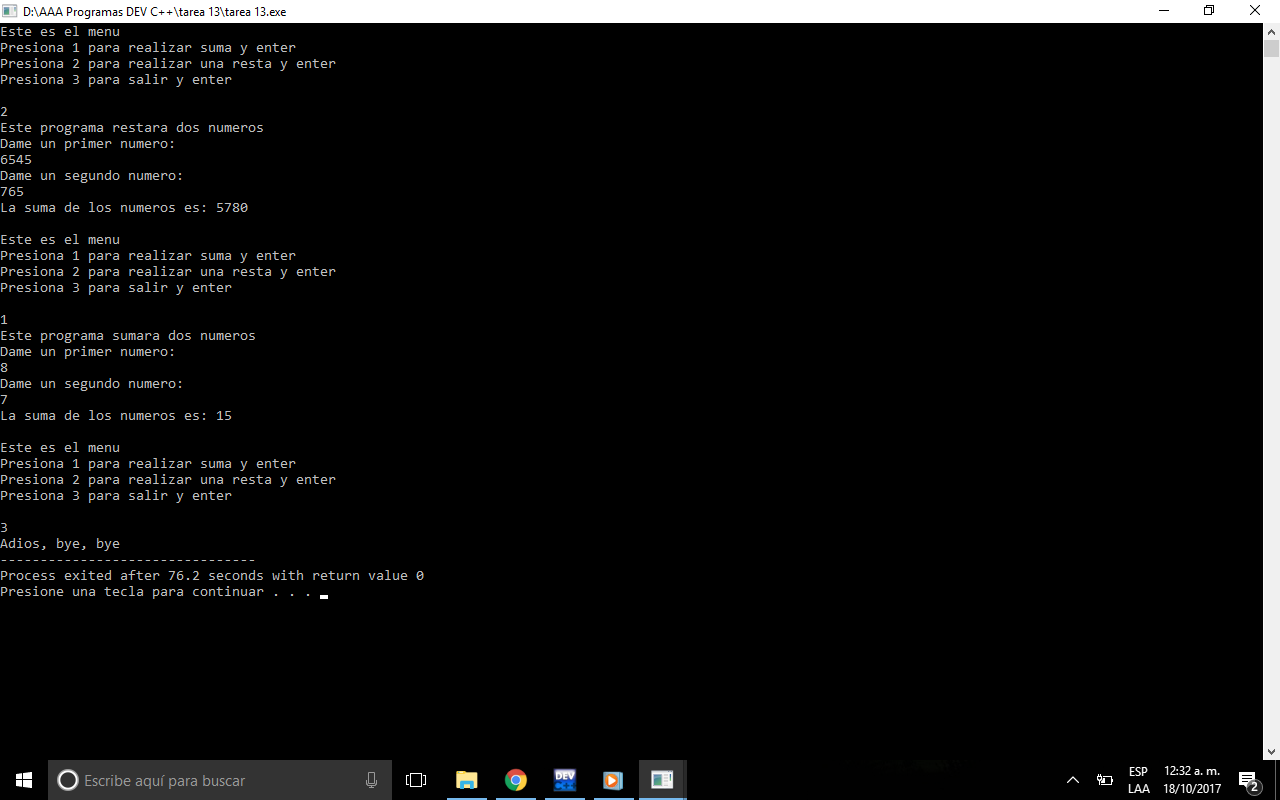 D:\AAA Programas DEV C++\tarea 13\tarea 13.exe
Este es el menu
Presiona 1 para realizar suma y enter
Presiona 2 para realizar una resta y enter
Presiona 3 para salir y enter
2
Este programa restara dos numeros
Dame un primer numero:
6545
Dame un segundo numero:
765
La suma de los numeros es: 5780
Este es el menu
Presiona 1 para realizar suma y enter
Presiona 2 para realizar una resta y enter
Presiona 3 para salir y enter
1
Este programa sumara dos numeros
Dame un primer numero:
8
Dame un segundo numero:
7
La suma de los numeros es: 15
Este es el menu
Presiona 1 para realizar suma y enter
Presiona 2 para realizar una resta y enter
Presiona 3 para salir y enter
3
Adios, bye, bye
--------------------------------
Process exited after 76.2 seconds with return value 0
Presione una tecla para continuar . . .
Escribe aquí para buscar
DEV
ESP
LAA
12:32 a. m.
18/10/2017
2